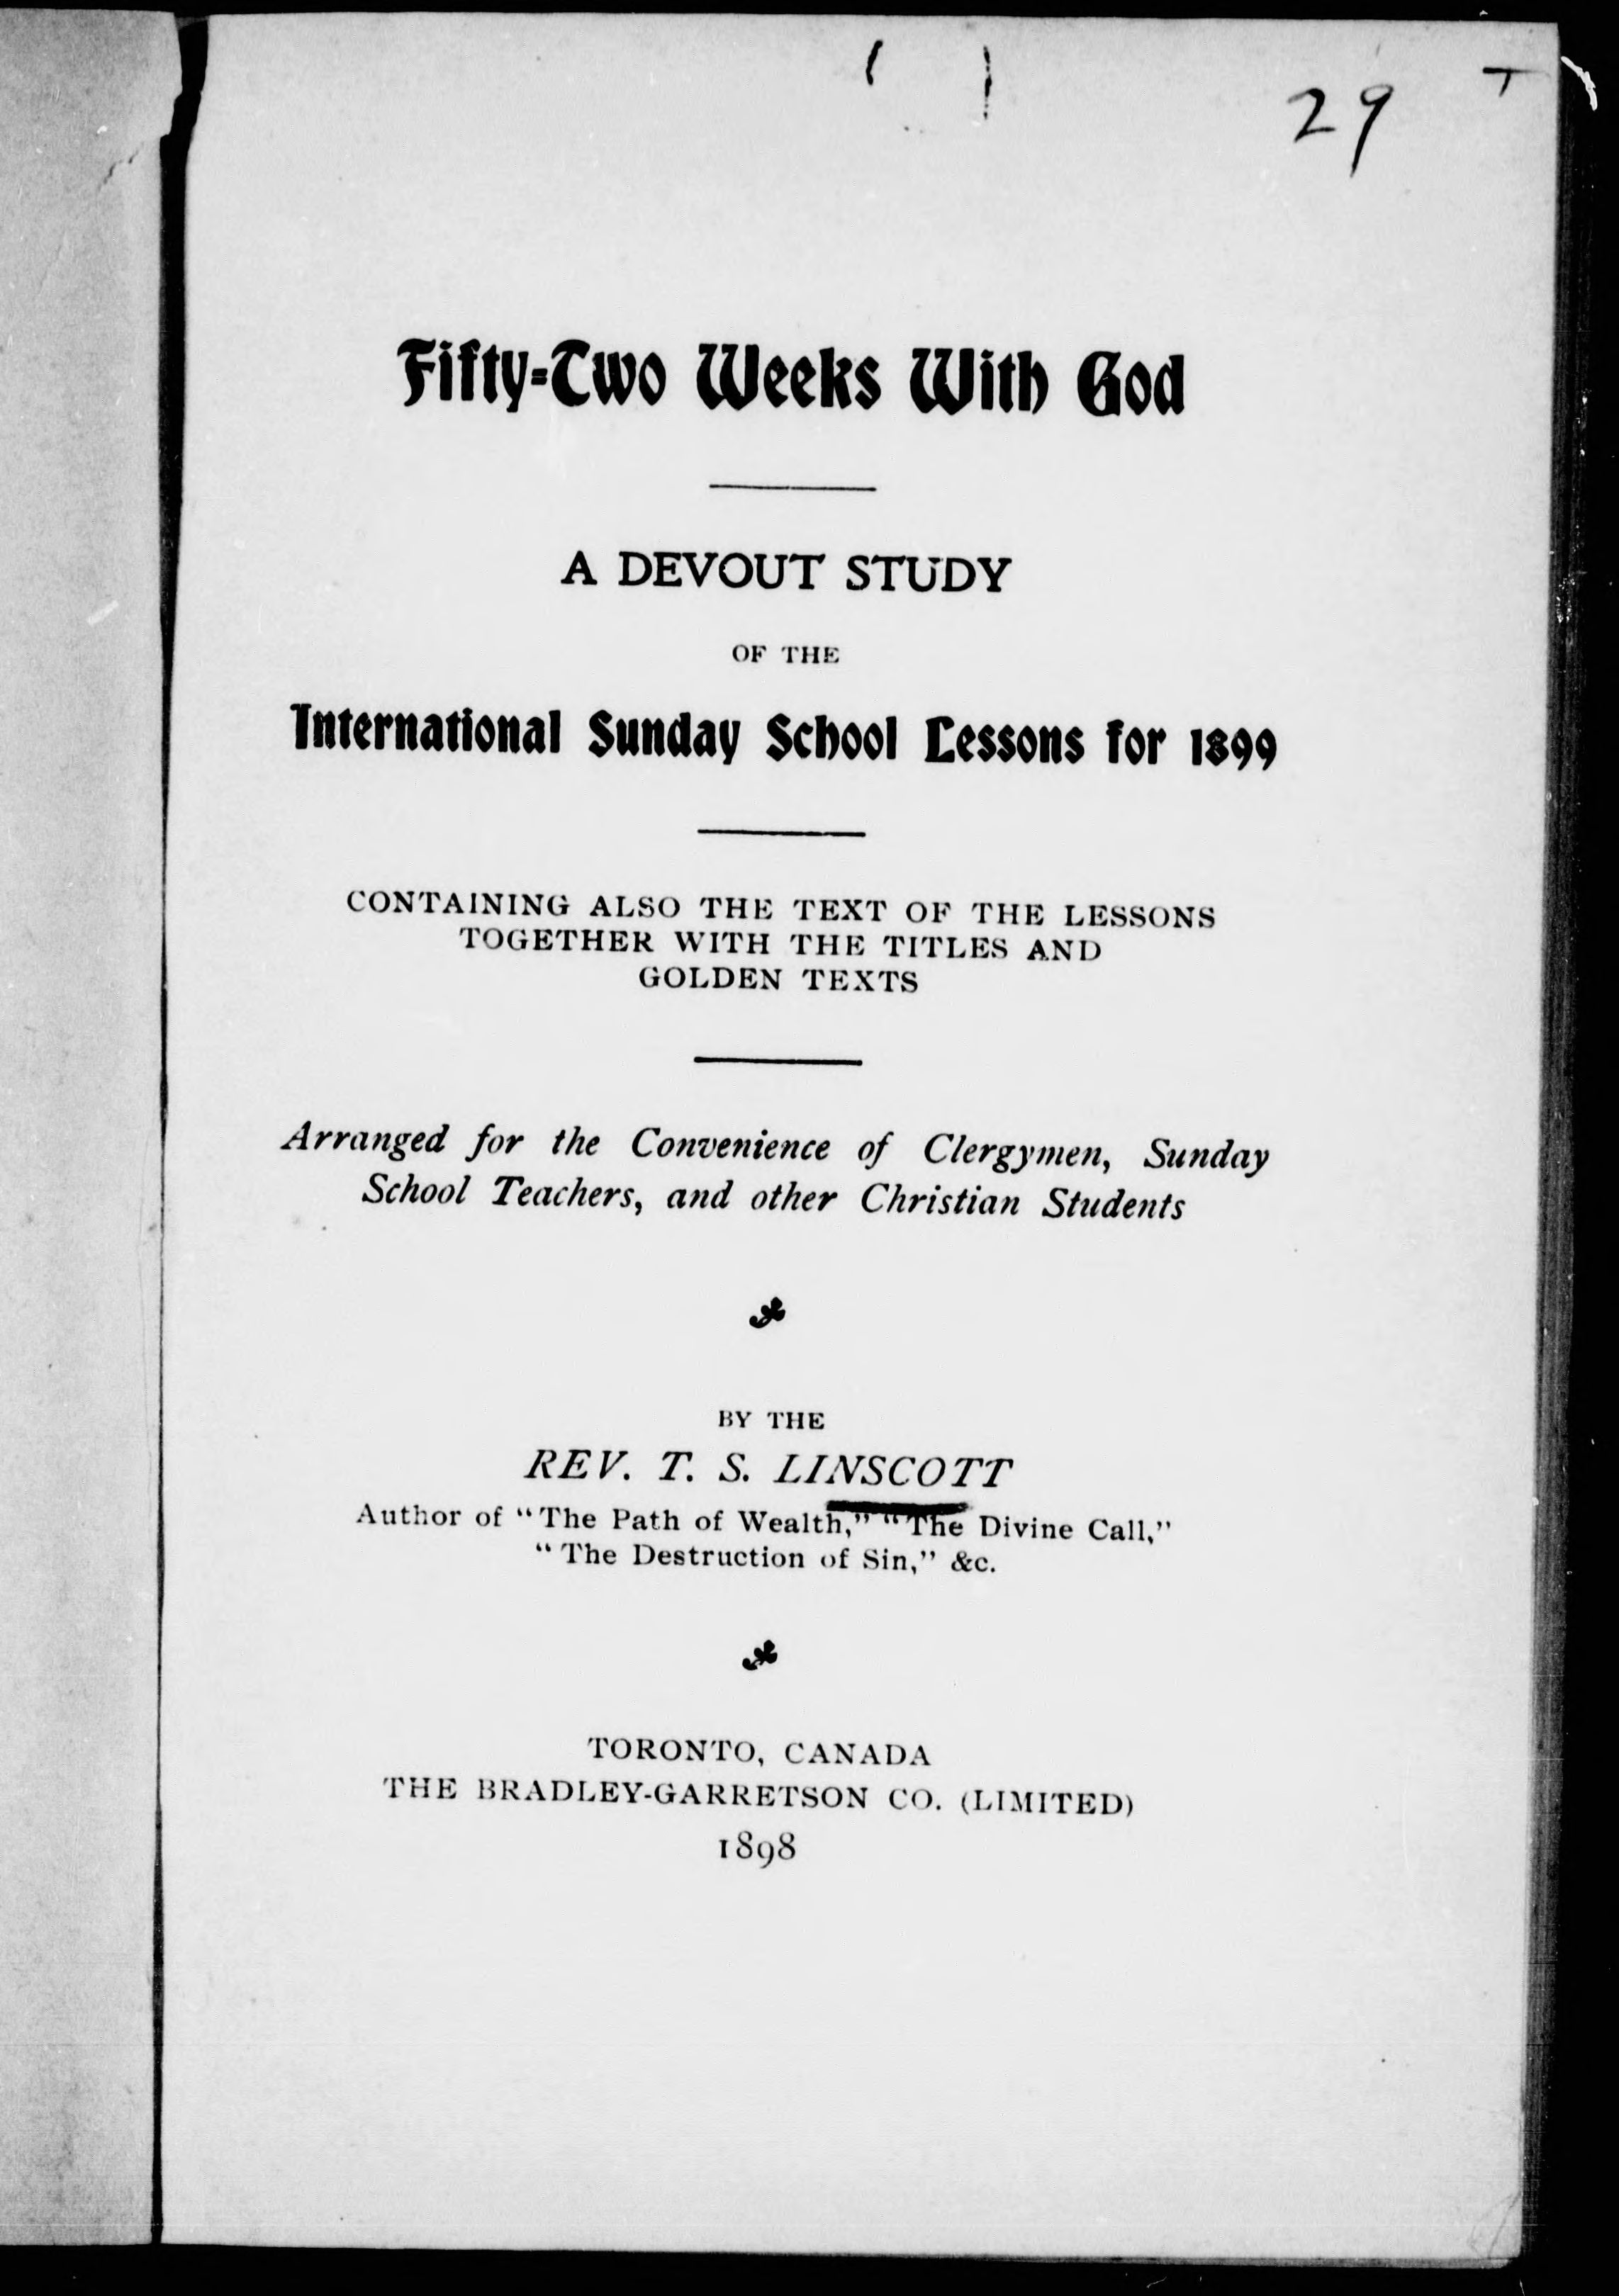 29
Fifty-Two Weeks With God
A DEVOUT STUDY
OF THE
International Sunday School Lessons for 1899
CONTAINING ALSO THE TEXT OF THE LESSONS
TOGETHER WITH THE TITLES AND
GOLDEN TEXTS
Arranged for the Convenience of Clergymen, Sunday
School Teachers, and other Christian Students
BY THE
REV. T. S. LINSCOTT
Author of “The Path of Wealth,” “The Divine Call,”
“The Destruction of Sin,” &c.
TORONTO, CANADA
THE BRADLEY-GARRETSON CO. (LIMITED)
1898